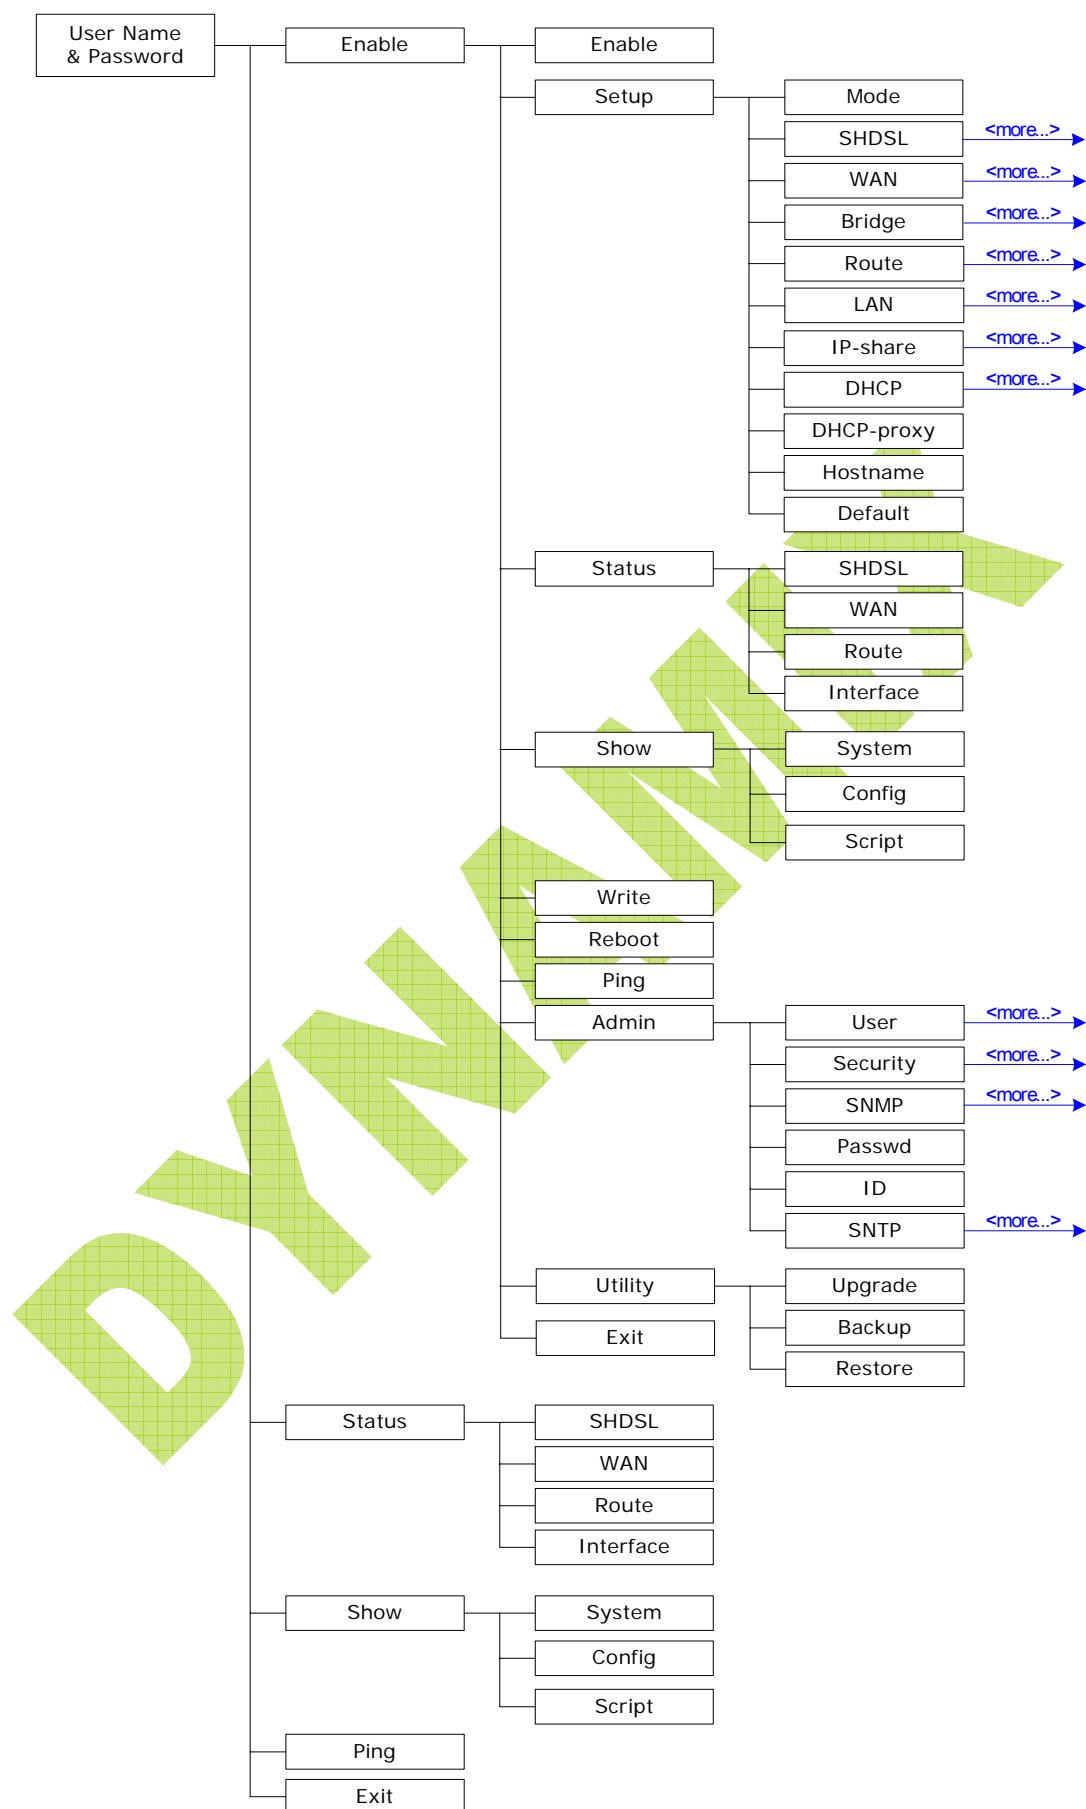 User Name
& Password
Enable
Enable
Setup
Mode
SHDSL
<more...>
WAN
<more...>
Bridge
<more...>
Route
<more...>
LAN
<more...>
IP-share
<more...>
DHCP
<more...>
DHCP-proxy
Hostname
Default
Status
SHDSL
WAN
Route
Interface
Show
System
Config
Script
Write
Reboot
Ping
Admin
User
<more...>
Security
<more...>
SNMP
<more...>
Passwd
ID
SNTP
<more...>
Utility
Upgrade
Backup
Restore
Exit
Status
SHDSL
WAN
Route
Interface
Show
System
Config
Script
Ping
Exit
DYNAMIX